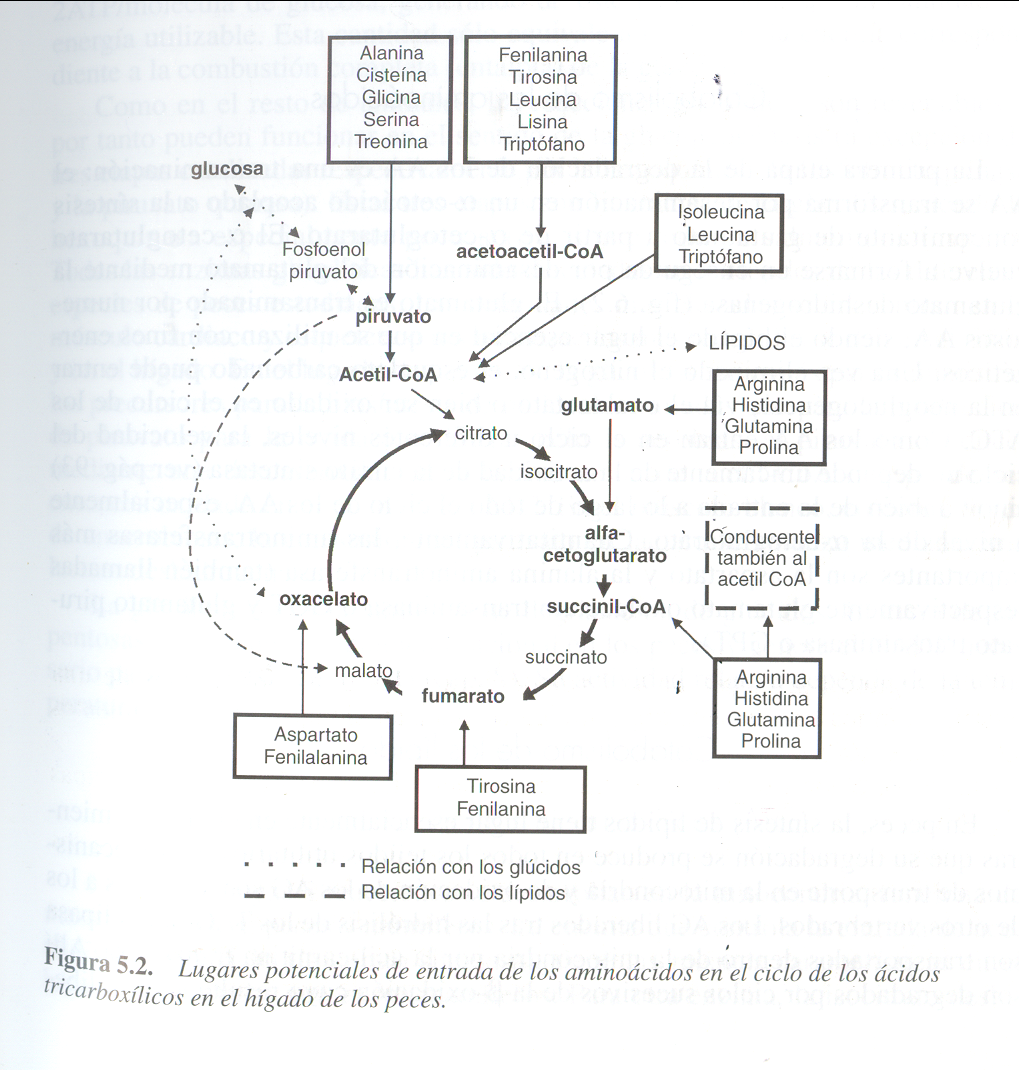 Alanina
Cisteína
Glicina
Serina
Treonina
Fenilanina
Tirosina
Leucina
Lisina
Triptófano
glucosa
Isoleucina
Leucina
Triptófano
Fosfoenol
piruvato
acetoacetil-CoA
piruvato
LÍPIDOS
Acetil-CoA
glutamato
Arginina
Histidina
Glutamina
Prolina
citrato
isocitrato
alfa-
cetoglutarato
Conducente
también al
acetil CoA
oxacelato
succinil-CoA
succinato
malato
fumarato
Arginina
Histidina
Glutamina
Prolina
Aspartato
Fenilalanina
Tirosina
Fenilanina
Relación con los glúcidos
Relación con los lípidos
Figura 5.2. Lugares potenciales de entrada de los aminoácidos en el ciclo de los ácidos
tricarboxílicos en el hígado de los peces.